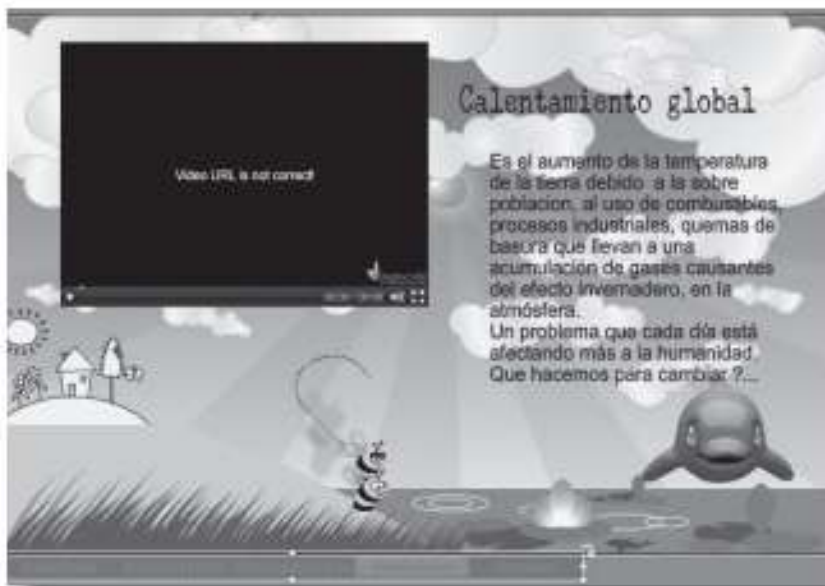 Video URL is not correct!
Calentamiento global
Es el aumento de la temperatura
de la tierra debido a la sobre
poblacion, al uso de combustibles,
procesos industriales, quemas de
basura que llevan a una
acumulación de gases causantes
del efecto invernadero, en la
atmósfera.
Un problema que cada día está
afectando más a la humanidad.
Que hacemos para cambiar ?...